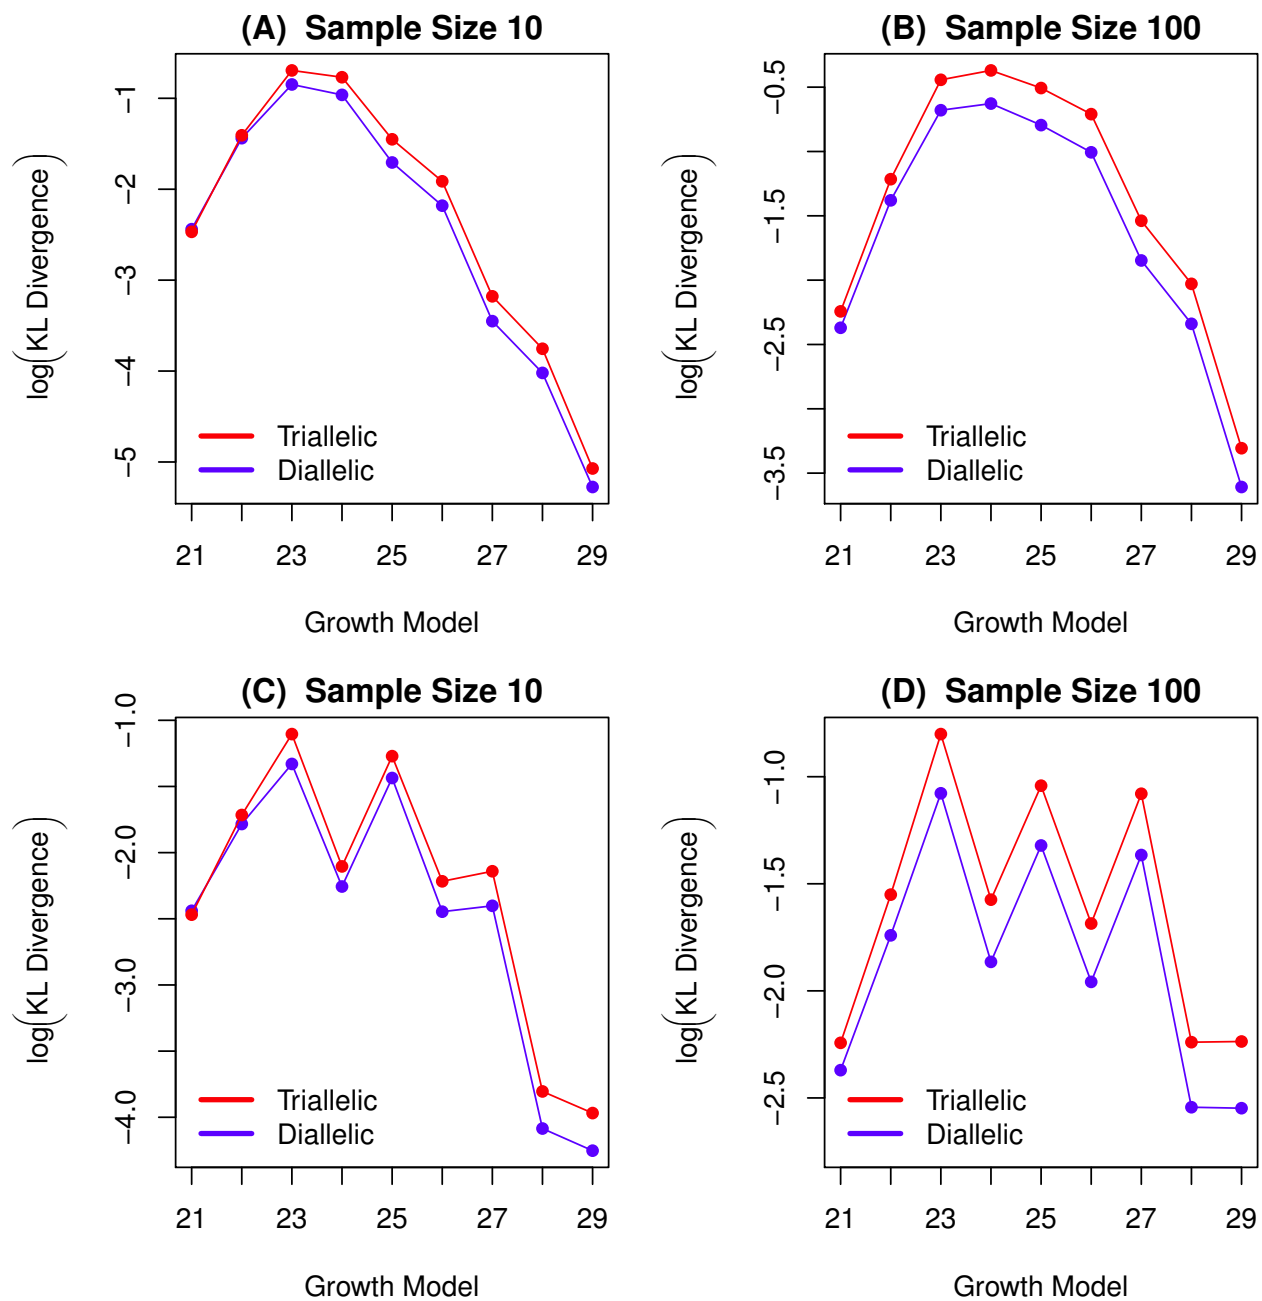 (A) Sample Size 10
log(KL Divergence)
−1
−2
−3
−4
−5
Triallelic
Diallelic
21 23 25 27 29
Growth Model
(B) Sample Size 100
log(KL Divergence)
−0.5
−1.5
−2.5
−3.5
Triallelic
Diallelic
21 23 25 27 29
Growth Model
(C) Sample Size 10
log(KL Divergence)
−1.0
−2.0
−3.0
−4.0
Triallelic
Diallelic
21 23 25 27 29
Growth Model
(D) Sample Size 100
log(KL Divergence)
−1.0
−1.5
−2.0
−2.5
Triallelic
Diallelic
21 23 25 27 29
Growth Model